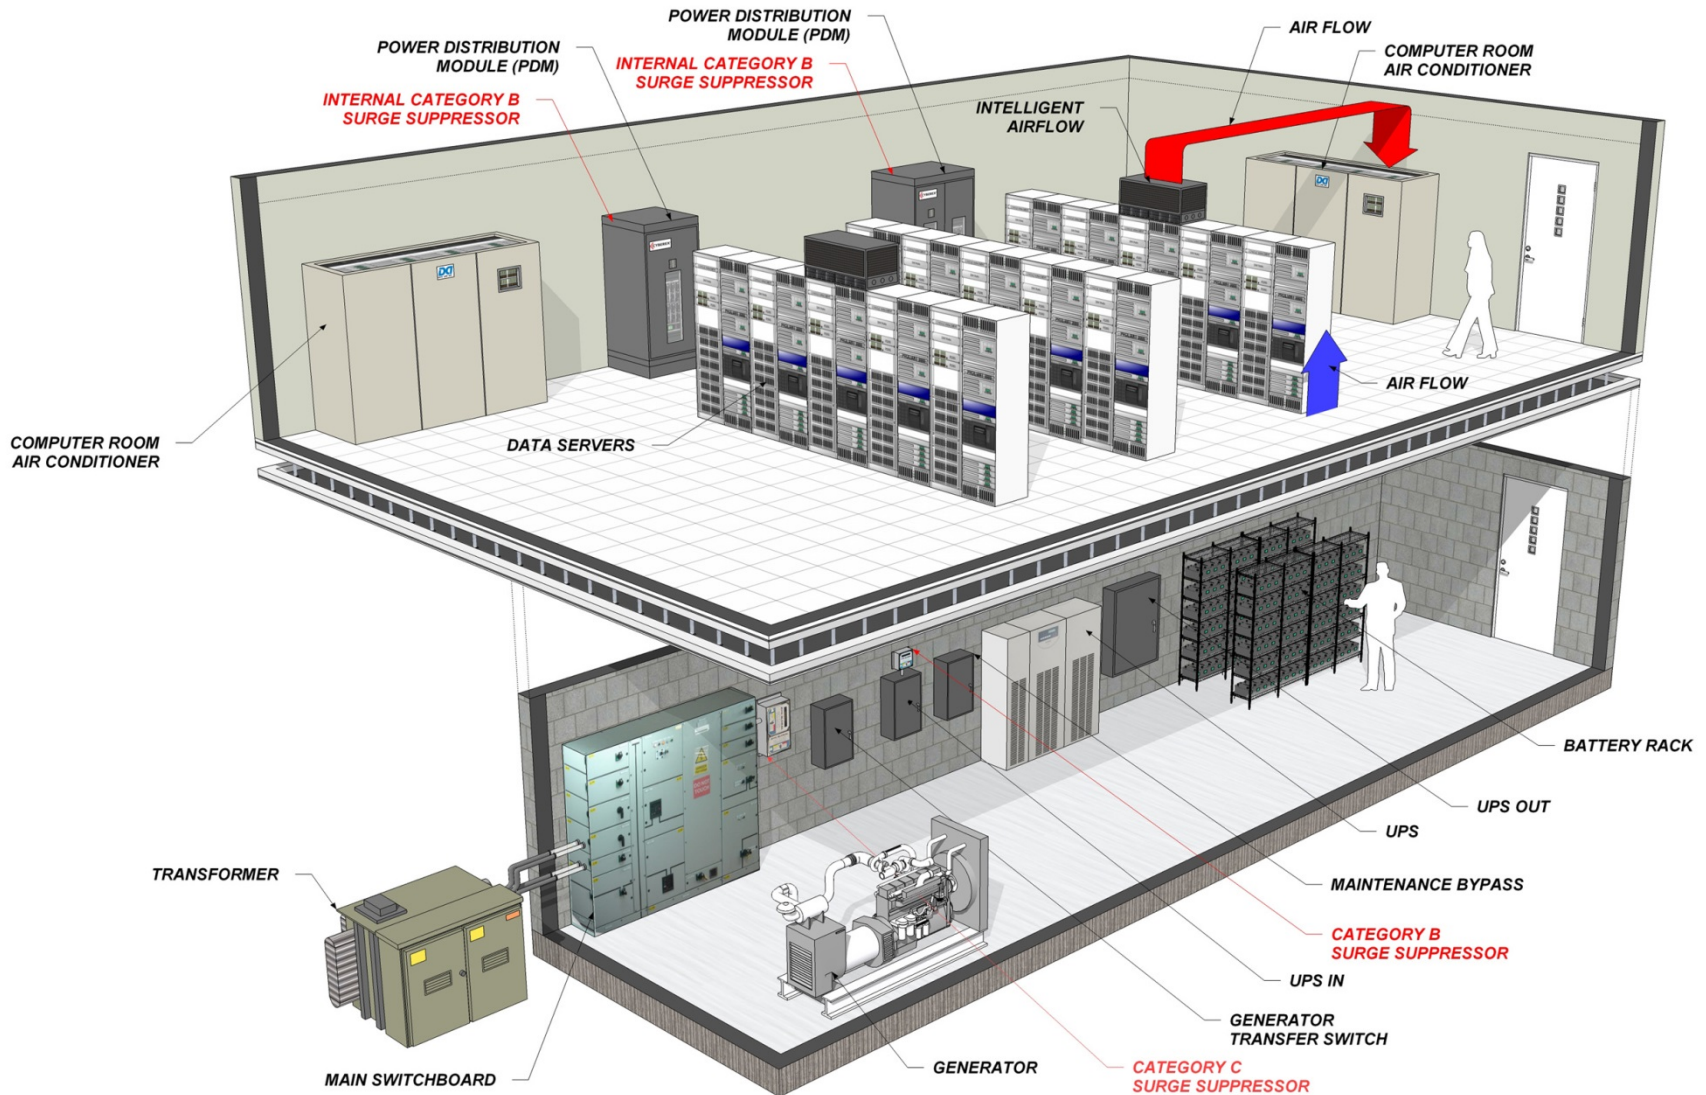 POWER DISTRIBUTION
MODULE (PDM)
AIR FLOW
POWER DISTRIBUTION
MODULE (PDM)
COMPUTER ROOM
AIR CONDITIONER
INTERNAL CATEGORY B
SURGE SUPPRESSOR
INTERNAL CATEGORY B
SURGE SUPPRESSOR
INTELLIGENT
AIRFLOW
AIR FLOW
COMPUTER ROOM
AIR CONDITIONER
DATA SERVERS
BATTERY RACK
UPS OUT
UPS
TRANSFORMER
MAINTENANCE BYPASS
CATEGORY B
SURGE SUPPRESSOR
UPS IN
GENERATOR
TRANSFER SWITCH
GENERATOR
CATEGORY C
SURGE SUPPRESSOR
MAIN SWITCHBOARD